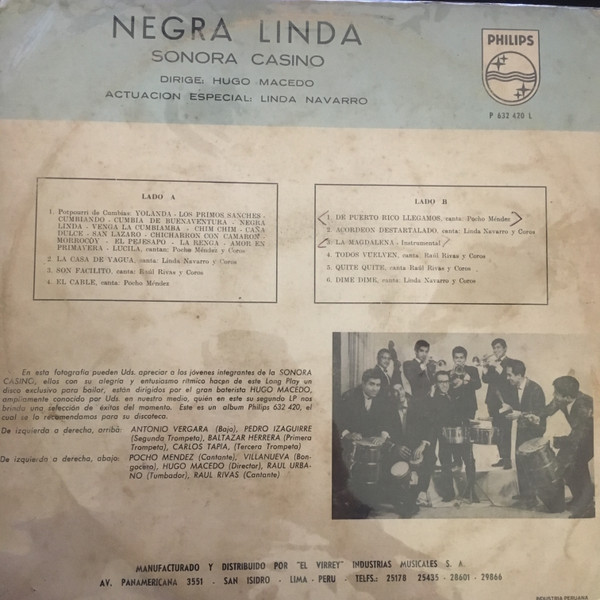 NEGRA LINDA
SONORA CASINO
DIRIGE: HUGO MACEDO
ACTUACION ESPECIAL: LINDA NAVARRO
PHILIPS
P 632 420 L
LADO A
1. Potpourri de Cumbias: YOLANDA - LOS PRIMOS SANCHES -
CUMBIANDO - CUMBIA DE BUENAVENTURA - NEGRA
LINDA - VENGA LA CUMBIAMBA - CHIM CHIM - CAÑA
DULCE - SAN LAZARO - CHICHARRON CON CAMARON -
MORROCOY - EL PEJESAPO - LA RENGA - AMOR EN
PRIMAVERA - LUCILA, cantan: Pocho Méndez y Coros
2. LA CASA DE YAGUA, canta: Linda Navarro y Coros
3. SON FACILITO, canta: Raúl Rivas y Coros
4. EL CABLE, canta: Pocho Méndez
LADO B
1. DE PUERTO RICO LLEGAMOS, canta: Pocho Méndez
2. ACORDEON DESTARTALADO, canta: Linda Navarro y Coros
3. LA MAGDALENA - Instrumental
4. TODOS VUELVEN, canta: Raúl Rivas y Coros
5. QUITE QUITE, canta: Raúl Rivas y Coros
6. DIME DIME, canta: Linda Navarro y Coros
En esta fotografía pueden Uds. apreciar a los jóvenes integrantes de la SONORA
CASINO, ellos con su alegría y entusiasmo rítmico hacen de este Long Play un
disco exclusivo para bailar, están dirigidos por el gran baterista HUGO MACEDO,
ampliamente conocido por Uds. en nuestro medio, quién en este su segundo LP nos
brinda una selección de éxitos del momento. Este es un album Philips 632 420, el
cual se la recomendamos para su discoteca.
De izquierda a derecha, arriba: ANTONIO VERGARA (Bajo), PEDRO IZAGUIRRE
(Segunda Trompeta), BALTAZAR HERRERA (Primera
Trompeta), CARLOS TAPIA, (Tercera Trompeta)
De izquierda a derecha, abajo: POCHO MENDEZ (Cantante), VILLANUEVA (Bon-
gocero), HUGO MACEDO (Director), RAUL URBA-
NO (Tumbador), RAUL RIVAS (Cantante)
MANUFACTURADO Y DISTRIBUIDO POR "EL VIRREY" INDUSTRIAS MUSICALES S. A.
AV. PANAMERICANA 3551 - SAN ISIDRO - LIMA - PERU - TELFS.: 25178 25435 - 28601 - 29866
INDUSTRIA PERUANA